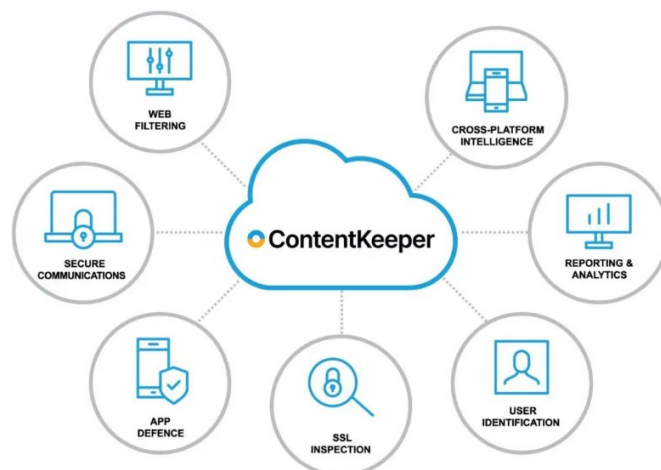 WEB
FILTERING
CROSS-PLATFORM
INTELLIGENCE
SECURE
COMMUNICATIONS
ContentKeeper
REPORTING &
ANALYTICS
APP
DEFENCE
SSL
INSPECTION
USER
IDENTIFICATION